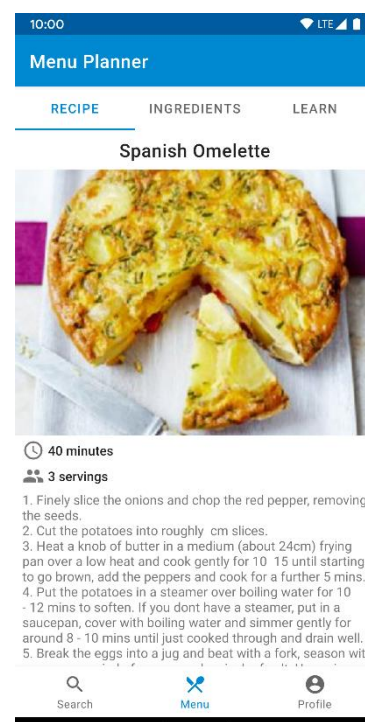 10:00
LTE
Menu Planner
RECIPE INGREDIENTS LEARN
Spanish Omelette
40 minutes
3 servings
1. Finely slice the onions and chop the red pepper, removing
the seeds.
2. Cut the potatoes into roughly  cm slices.
3. Heat a knob of butter in a medium (about 24cm) frying
pan over a low heat and cook gently for 10  15 until starting
to go brown, add the peppers and cook for a further 5 mins.
4. Put the potatoes in a steamer over boiling water for 10
- 12 mins to soften. If you dont have a steamer, put in a
saucepan, cover with boiling water and simmer gently for
around 8 - 10 mins until just cooked through and drain well.
5. Break the eggs into a jug and beat with a fork, season wit
Search Menu Profile